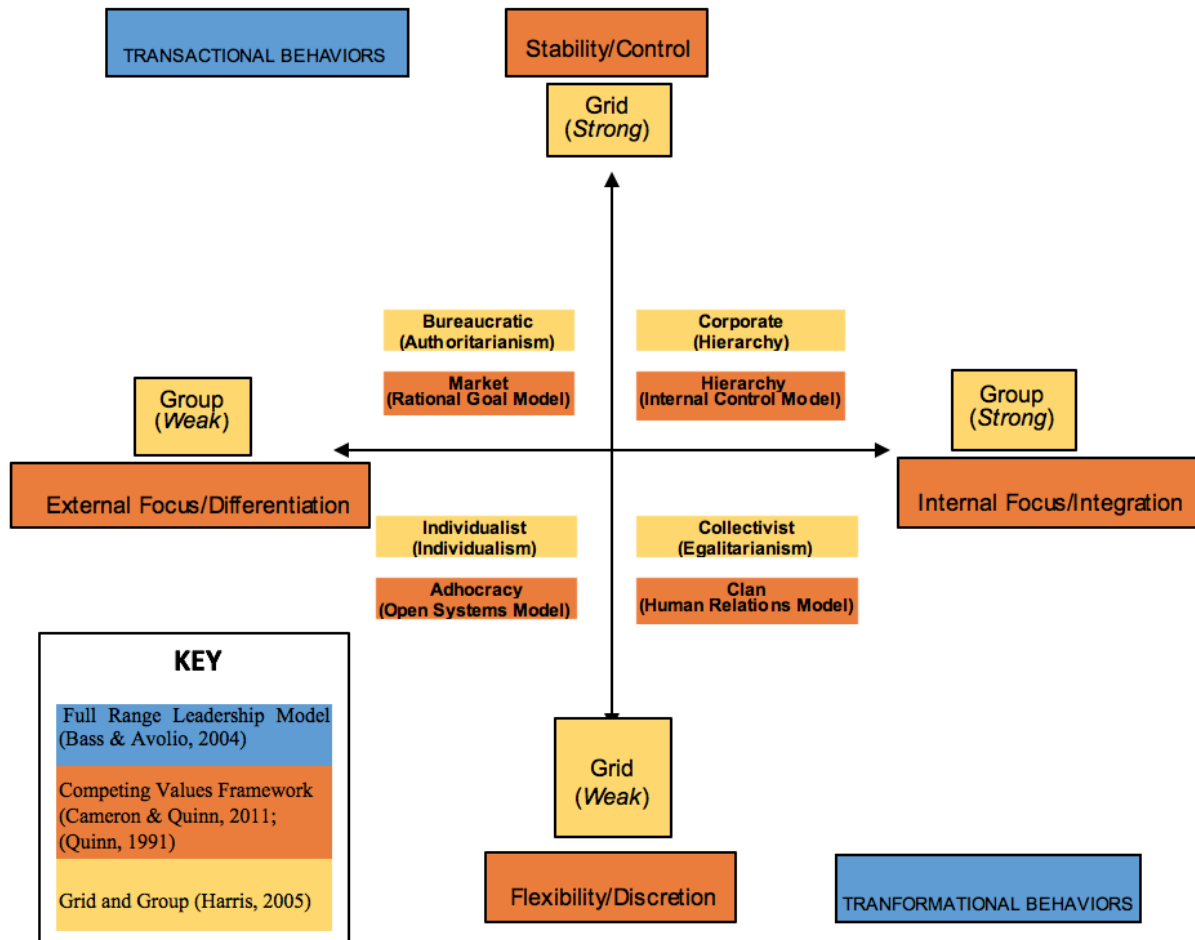 TRANSACTIONAL BEHAVIORS
Stability/Control
Grid
(Strong)
Bureaucratic
(Authoritarianism)
Corporate
(Hierarchy)
Market
(Rational Goal Model)
Hierarchy
(Internal Control Model)
Group
(Weak)
Group
(Strong)
External Focus/Differentiation
Internal Focus/Integration
Individualist
(Individualism)
Collectivist
(Egalitarianism)
Adhocracy
(Open Systems Model)
Clan
(Human Relations Model)
KEY
Full Range Leadership Model
(Bass & Avolio, 2004)
Competing Values Framework
(Cameron & Quinn, 2011;
(Quinn, 1991)
Grid and Group (Harris, 2005)
Grid
(Weak)
Flexibility/Discretion
TRANFORMATIONAL BEHAVIORS